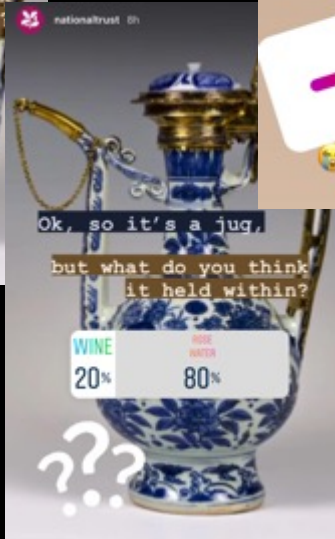 nationaltrust 8h
Ok, so it's a jug,
but what do you think
it held within?
WINE
ROSE
WATER
20%
80%
???